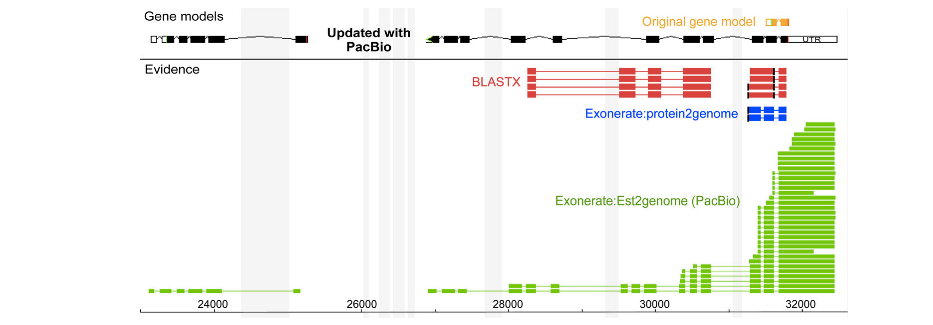 Gene models
Original gene model
Updated with
PacBio
UTR
Evidence
BLASTX
Exonerate:protein2genome
Exonerate:Est2genome (PacBio)
24000 26000 28000 30000 32000